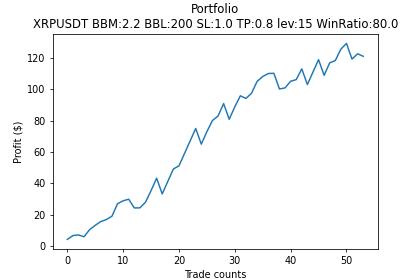 Portfolio
XRPUSDT BBM:2.2 BBL:200 SL:1.0 TP:0.8 lev:15 WinRatio:80.0
120
100
80
60
40
20
0
Profit ($)
0 10 20 30 40 50
Trade counts